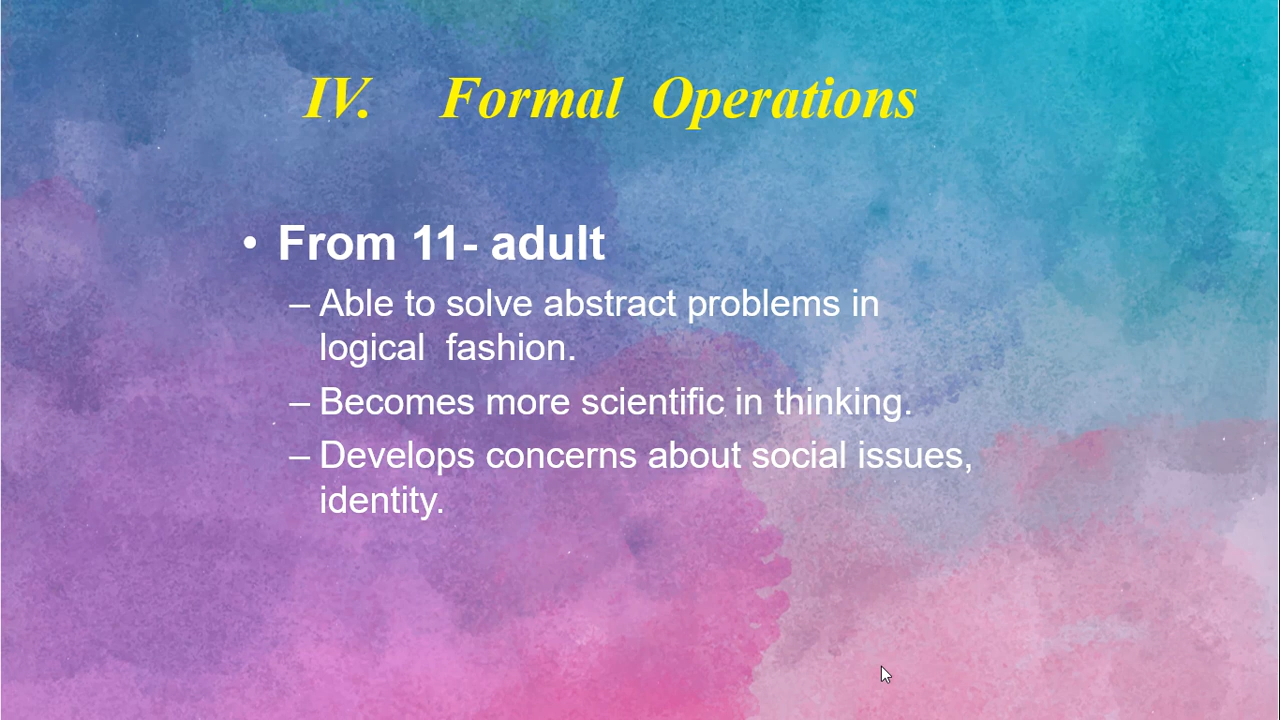 IV. Formal Operations
• From 11- adult
– Able to solve abstract problems in
logical fashion.
– Becomes more scientific in thinking.
– Develops concerns about social issues,
identity.